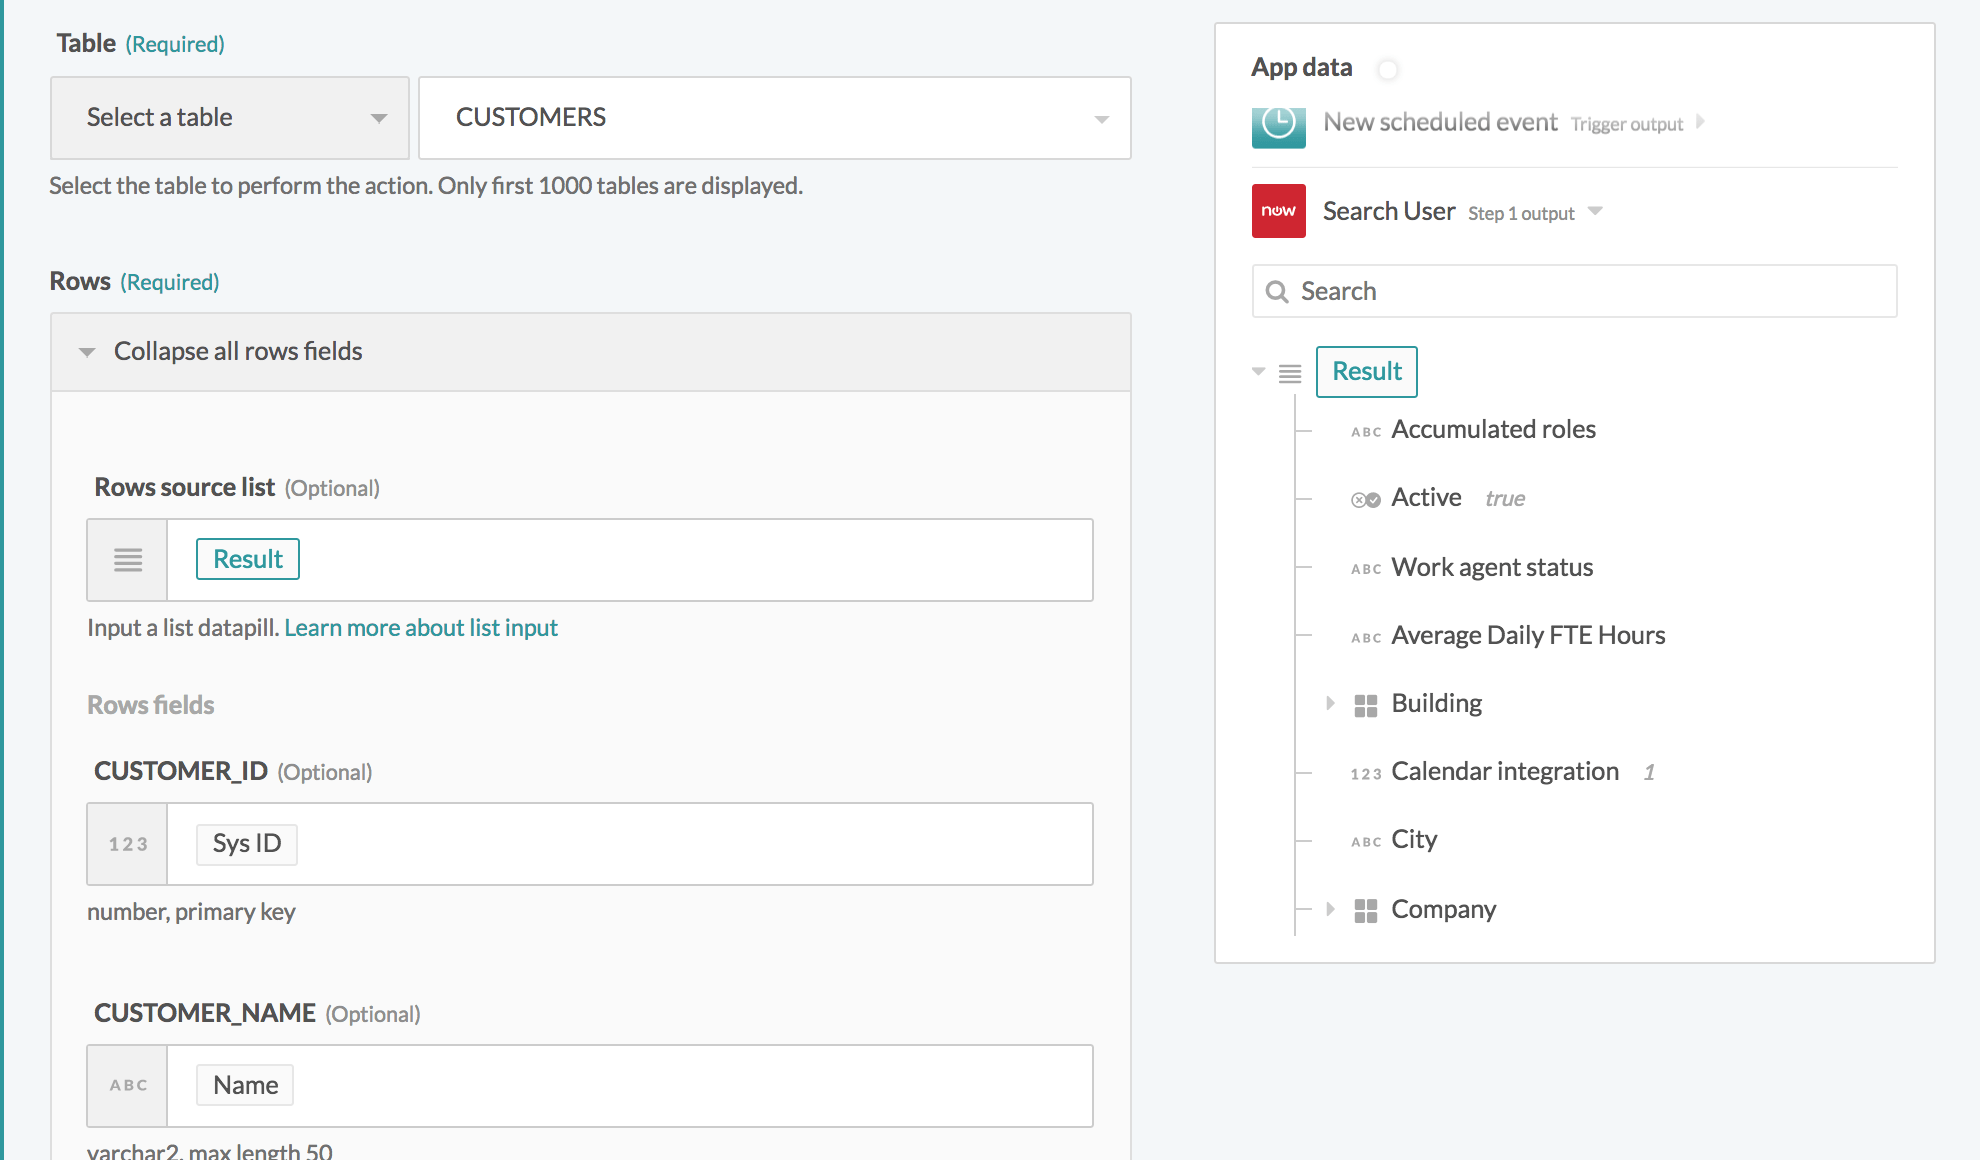 Table (Required)
Select a table
CUSTOMERS
Select the table to perform the action. Only first 1000 tables are displayed.
Rows (Required)
Collapse all rows fields
Rows source list (Optional)
Result
Input a list datapill. Learn more about list input
Rows fields
CUSTOMER_ID (Optional)
123
Sys ID
number, primary key
CUSTOMER_NAME (Optional)
ABC
Name
varchar2, max length 50
App data
New scheduled event Trigger output
now
Search User Step 1 output
Search
Result
ABC Accumulated roles
Active true
ABC Work agent status
ABC Average Daily FTE Hours
Building
123 Calendar integration 1
ABC City
Company